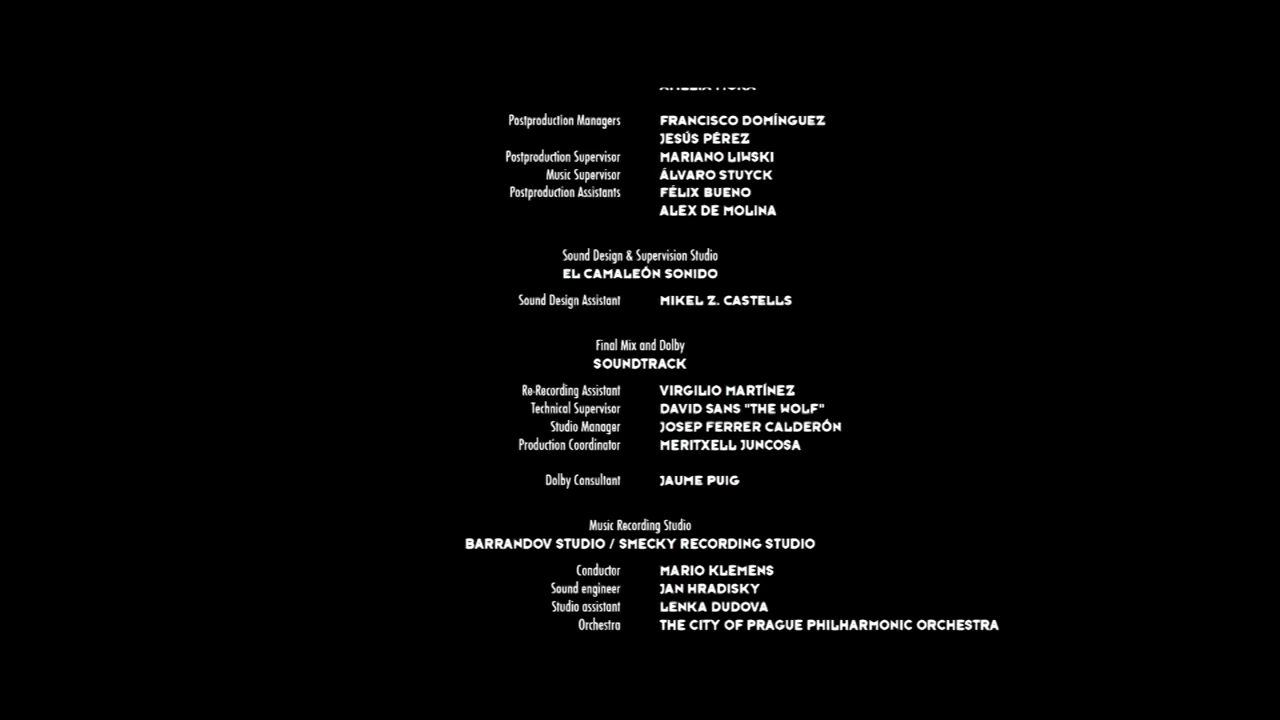 Postproduction Managers FRANCISCO DOMÍNGUEZ
JESÚS PÉREZ
Postproduction Supervisor MARIANO LIWSKI
Music Supervisor ÁLVARO STUYCK
Postproduction Assistants FÉLIX BUENO
ALEX DE MOLINA
Sound Design & Supervision Studio
EL CAMALEÓN SONIDO
Sound Design Assistant MIKEL Z. CASTELLS
Final Mix and Dolby
SOUNDTRACK
Re-Recording Assistant VIRGILIO MARTÍNEZ
Technical Supervisor DAVID SANS "THE WOLF"
Studio Manager JOSEP FERRER CALDERÓN
Production Coordinator MERITXELL JUNCOSA
Dolby Consultant JAUME PUIG
Music Recording Studio
BARRANDOV STUDIO / SMECKY RECORDING STUDIO
Conductor MARIO KLEMENS
Sound engineer JAN HRADISKY
Studio assistant LENKA DUDOVA
Orchestra THE CITY OF PRAGUE PHILHARMONIC ORCHESTRA